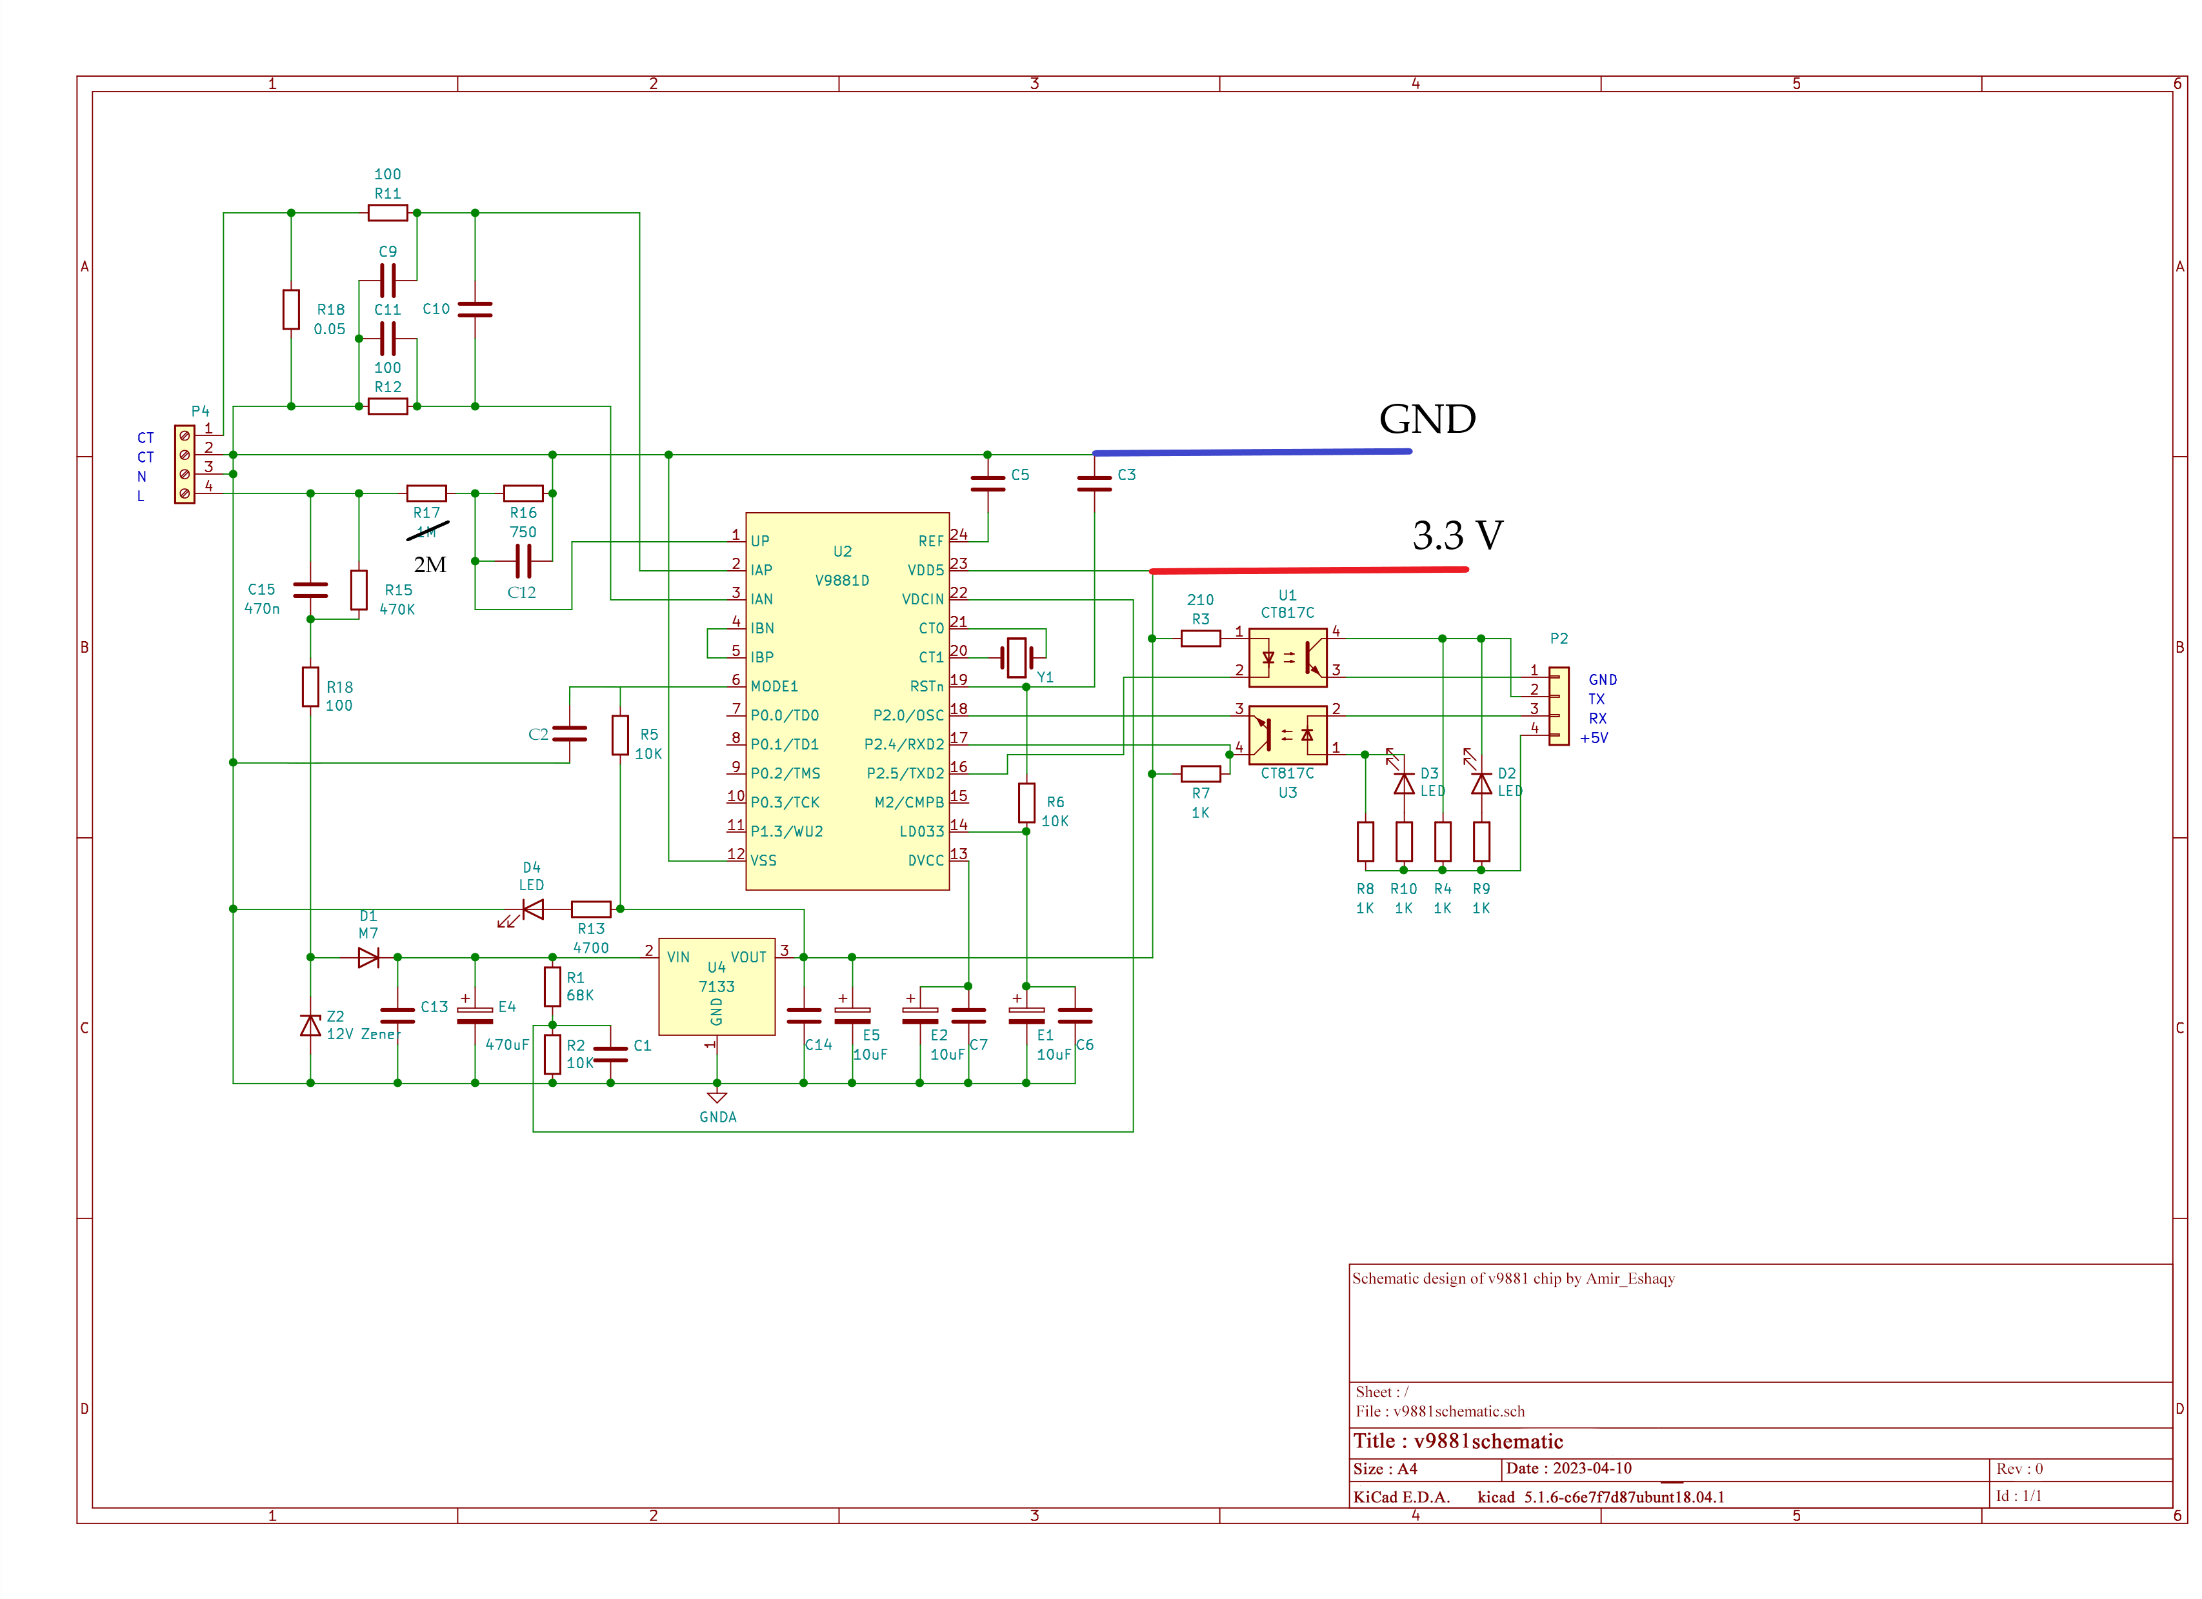 1 2 3 4 5 6
A A
B B
C C
D D
100
R11
C9
R18
0.05
C11
C10
100
R12
P4
CT 1
CT 2
N 3
L 4
R17
1M
2M
R16
750
C12
C15
470n
R15
470K
R18
100
C2
R5
10K
GND
3.3 V
C5
C3
U2
V9881D
1 UP
2 IAP
3 IAN
4 IBN
5 IBP
6 MODE1
7 P0.0/TD0
8 P0.1/TD1
9 P0.2/TMS
10 P0.3/TCK
11 P1.3/WU2
12 VSS
REF 24
VDD5 23
VDCIN 22
CT0 21
CT1 20
RSTn 19
P2.0/OSC 18
P2.4/RXD2 17
P2.5/TXD2 16
M2/CMPB 15
LD033 14
DVCC 13
Y1
R6
10K
210
R3
U1
CT817C
1 4
2 3
3 2
4 1
CT817C
U3
R7
1K
P2
1 GND
2 TX
3 RX
4 +5V
D3
LED
D2
LED
R8 R10 R4 R9
1K 1K 1K 1K
D4
LED
R13
4700
D1
M7
Z2
12V Zener
C13
E4
470uF
R1
68K
R2
10K
C1
2 VIN VOUT 3
U4
7133
GND
1
GNDA
C14
E5
10uF
E2
10uF
C7
E1
10uF
C6
Schematic design of v9881 chip by Amir_Eshaqy
Sheet : /
File : v9881schematic.sch
Title : v9881schematic
Size : A4 Date : 2023-04-10 Rev : 0
KiCad E.D.A. kicad 5.1.6-c6e7f7d87ubunt18.04.1 Id : 1/1
1 2 3 4 5 6